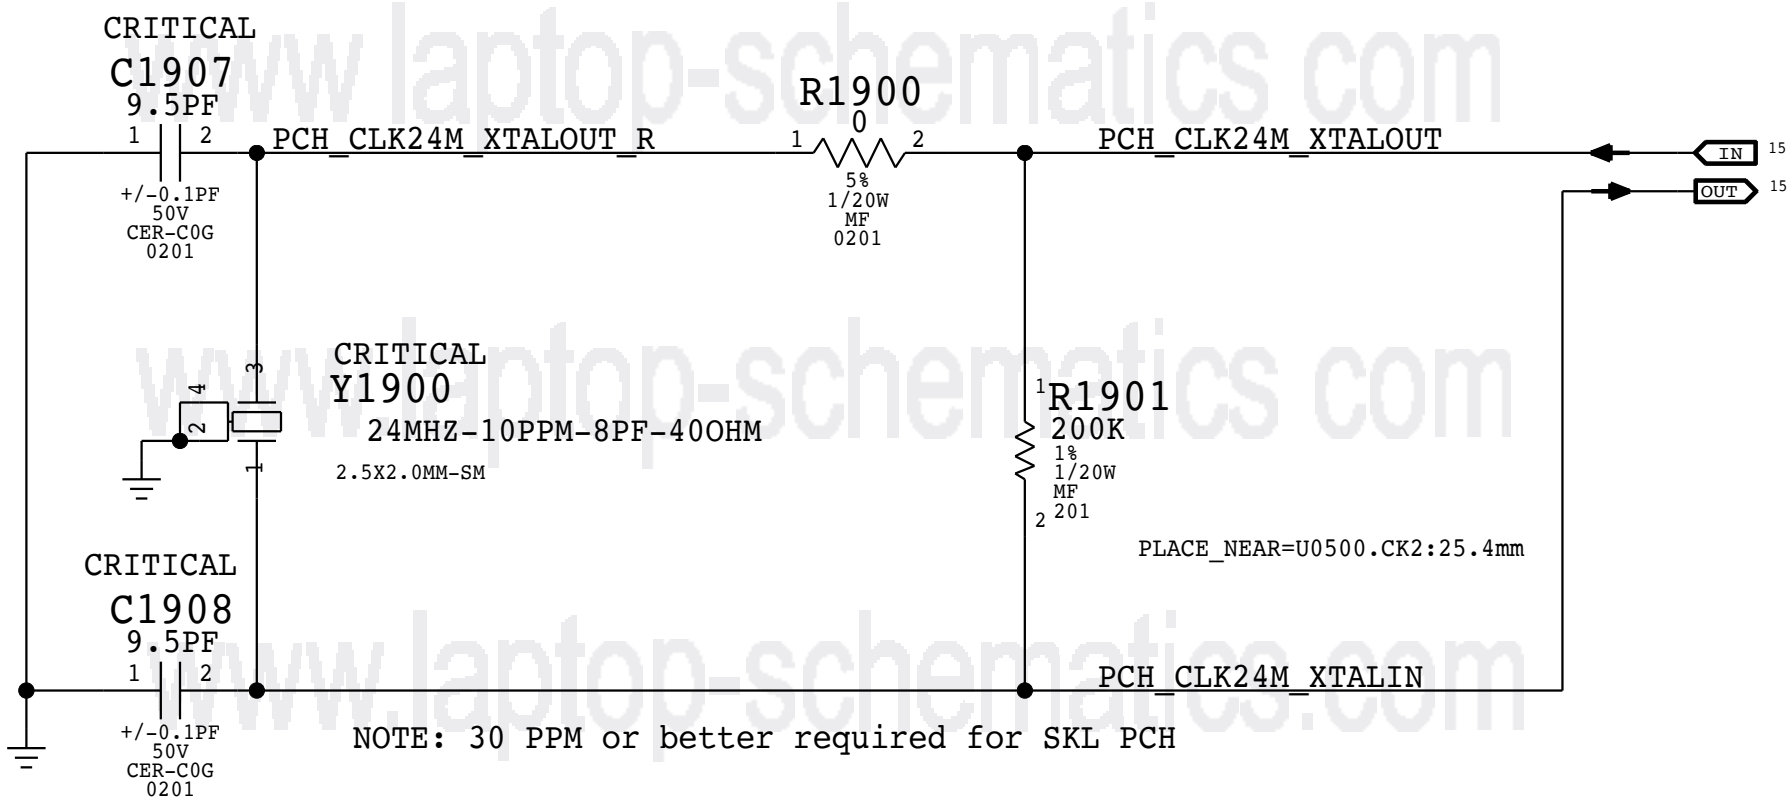 www.laptop-schematics.com
CRITICAL
C1907
9.5PF
1 2
+/-0.1PF
50V
CER-C0G
0201
PCH_CLK24M_XTALOUT_R
R1900
0
1 2
5%
1/20W
MF
0201
PCH_CLK24M_XTALOUT
IN 15
OUT 15
www.laptop-schematics.com
CRITICAL
Y1900
24MHZ-10PPM-8PF-40OHM
2.5X2.0MM-SM
3
4
2
1
1
R1901
200K
1%
1/20W
MF
201
2
PLACE_NEAR=U0500.CK2:25.4mm
CRITICAL
C1908
9.5PF
1 2
+/-0.1PF
50V
CER-C0G
0201
www.laptop-schematics.com
PCH_CLK24M_XTALIN
NOTE: 30 PPM or better required for SKL PCH